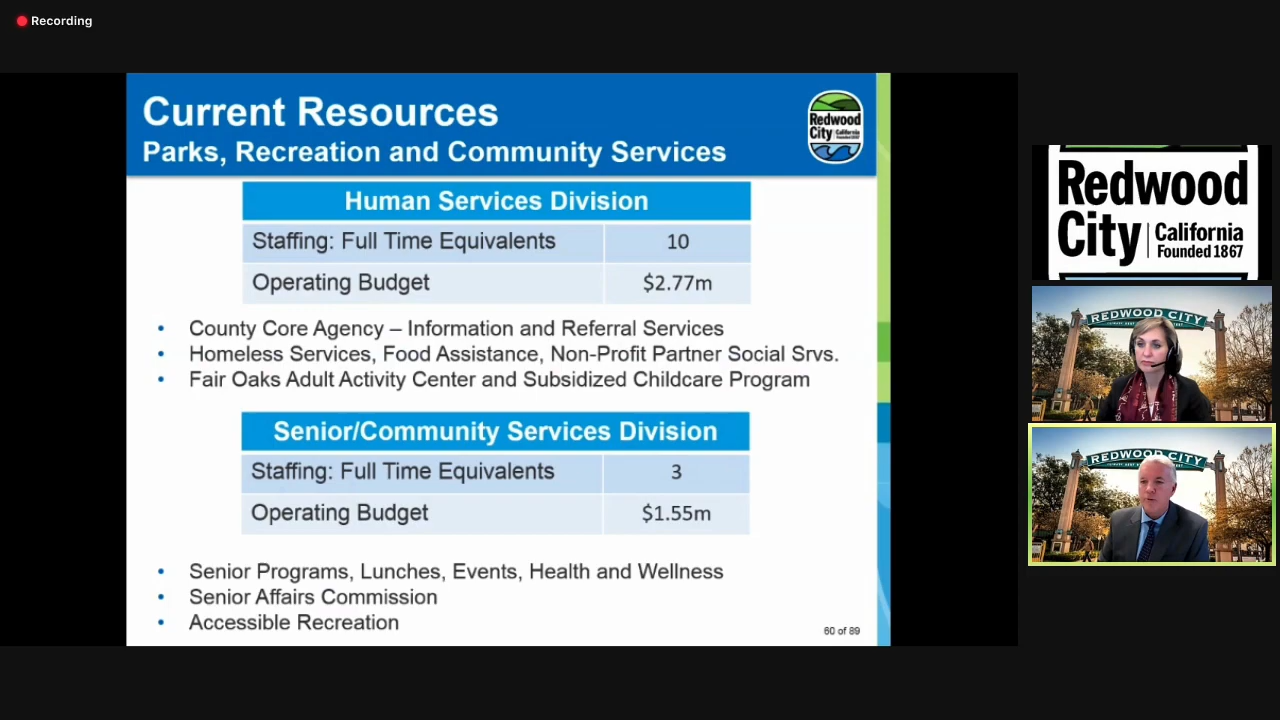 Recording
Current Resources
Parks, Recreation and Community Services
Redwood
City California
Founded 1867
Human Services Division
Staffing: Full Time Equivalents 10
Operating Budget $2.77m
• County Core Agency – Information and Referral Services
• Homeless Services, Food Assistance, Non-Profit Partner Social Srvs.
• Fair Oaks Adult Activity Center and Subsidized Childcare Program
Senior/Community Services Division
Staffing: Full Time Equivalents 3
Operating Budget $1.55m
• Senior Programs, Lunches, Events, Health and Wellness
• Senior Affairs Commission
• Accessible Recreation
60 of 89
Redwood
City California
Founded 1867
REDWOOD CITY
REDWOOD CITY